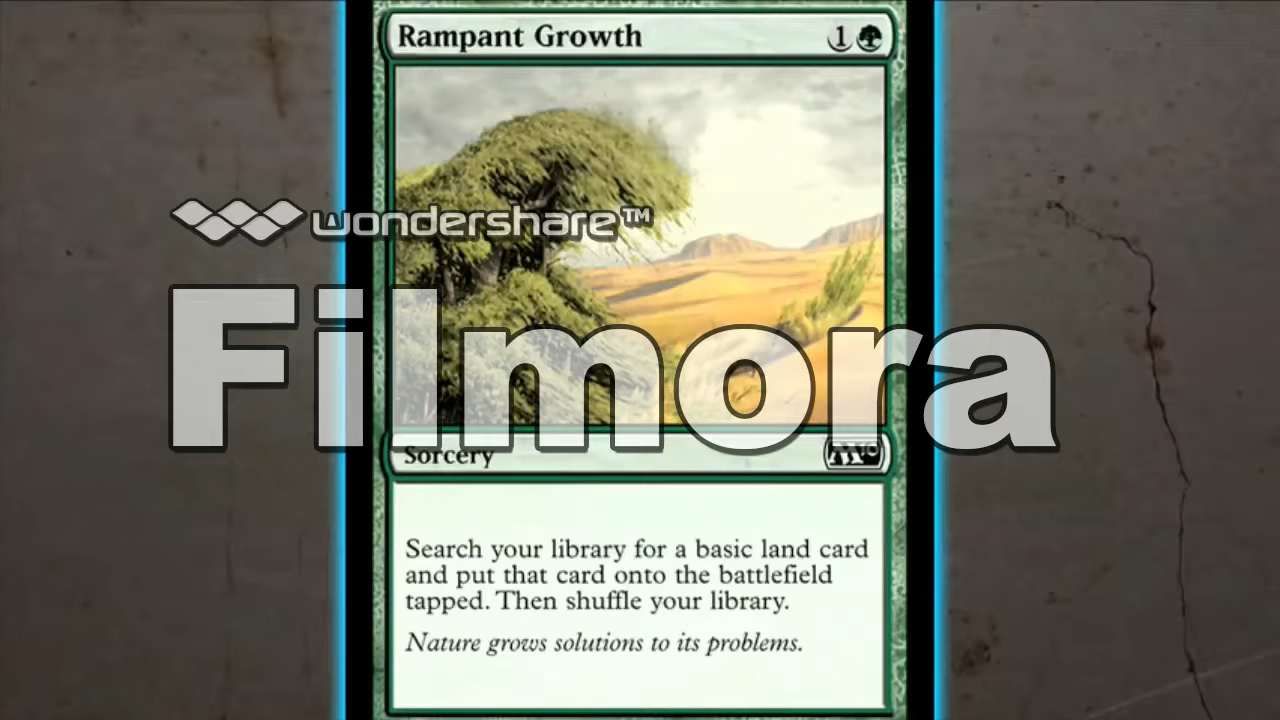 Rampant Growth 1
wondershare™
Filmora
Sorcery
M10
Search your library for a basic land card
and put that card onto the battlefield
tapped. Then shuffle your library.
Nature grows solutions to its problems.